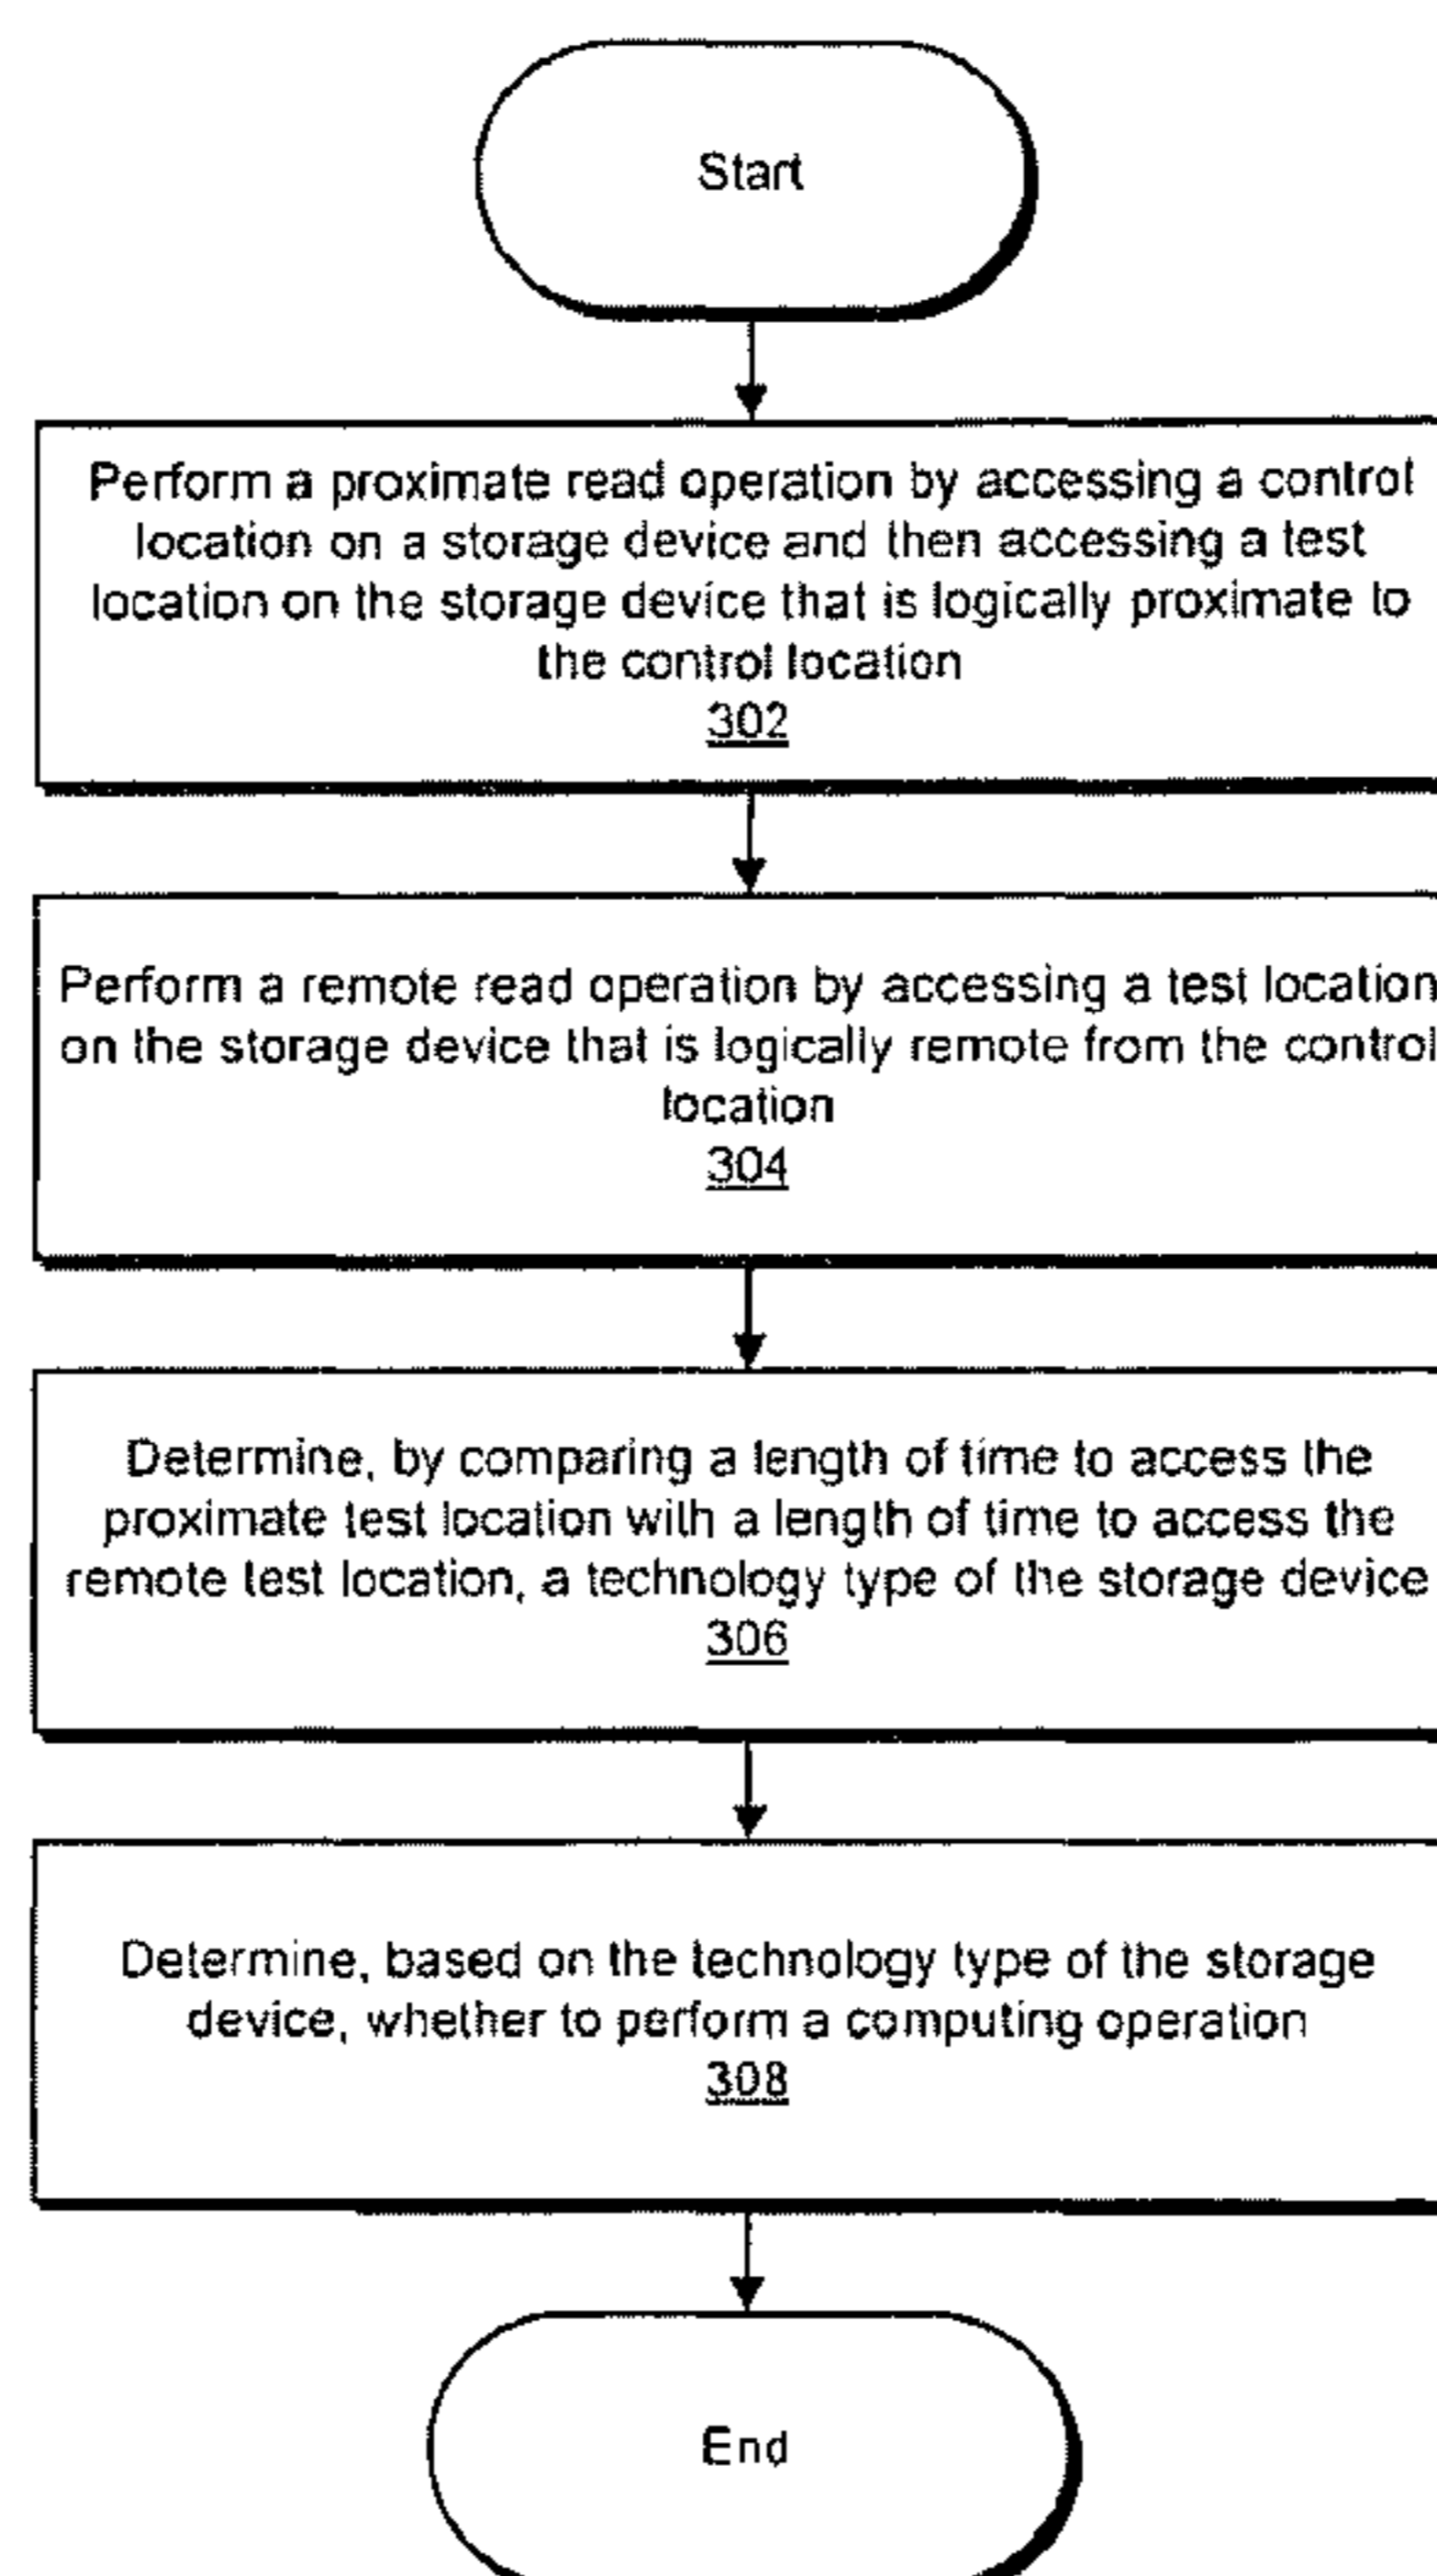 Start
Perform a proximate read operation by accessing a control
location on a storage device and then accessing a test
location on the storage device that is logically proximate to
the control location
302
Perform a remote read operation by accessing a test location
on the storage device that is logically remote from the control
location
304
Determine, by comparing a length of time to access the
proximate test location with a length of time to access the
remote test location, a technology type of the storage device
306
Determine, based on the technology type of the storage
device, whether to perform a computing operation
308
End